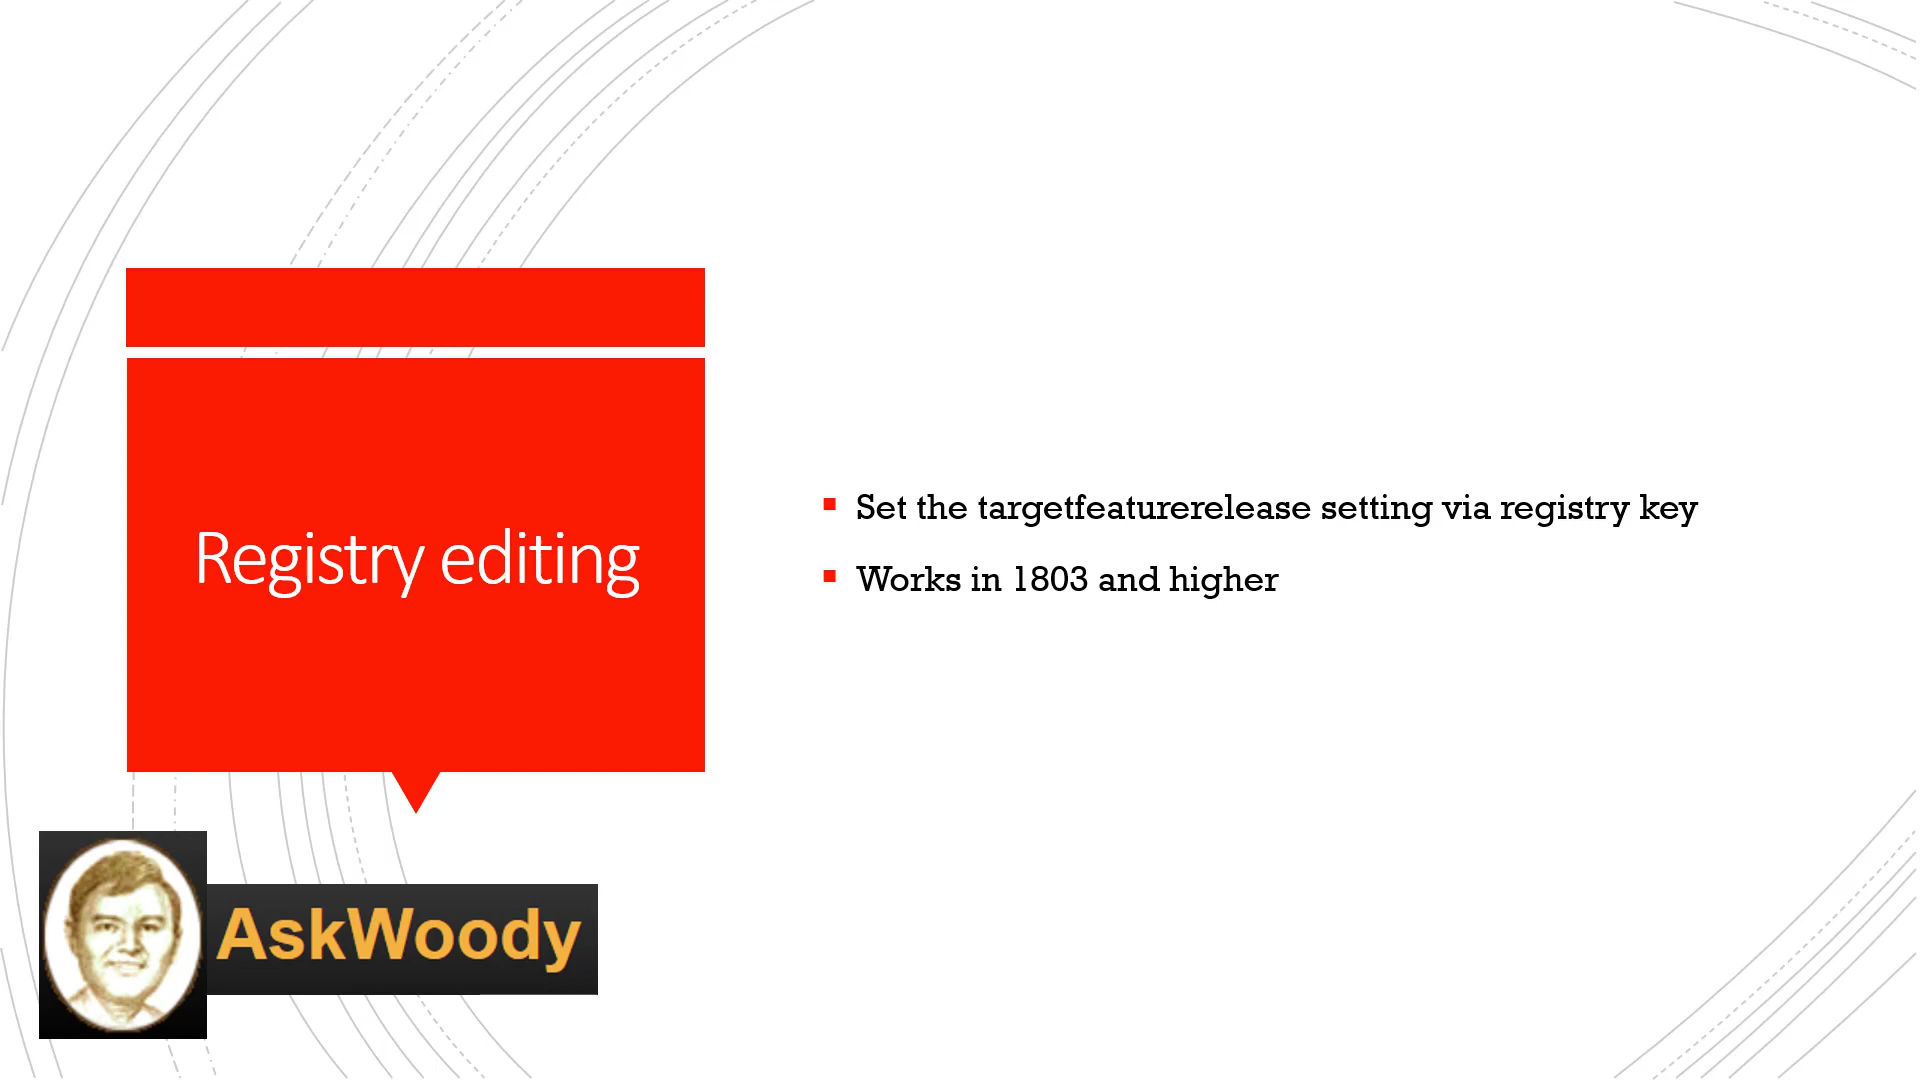 Registry editing
Set the targetfeaturerelease setting via registry key
Works in 1803 and higher
AskWoody